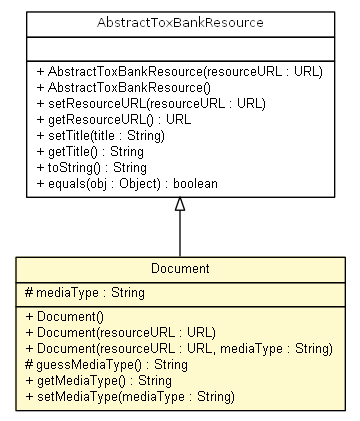 AbstractToxBankResource
+ AbstractToxBankResource(resourceURL : URL)
+ AbstractToxBankResource()
+ setResourceURL(resourceURL : URL)
+ getResourceURL() : URL
+ setTitle(title : String)
+ getTitle() : String
+ toString() : String
+ equals(obj : Object) : boolean
Document
# mediaType : String
+ Document()
+ Document(resourceURL : URL)
+ Document(resourceURL : URL, mediaType : String)
# guessMediaType() : String
+ getMediaType() : String
+ setMediaType(mediaType : String)